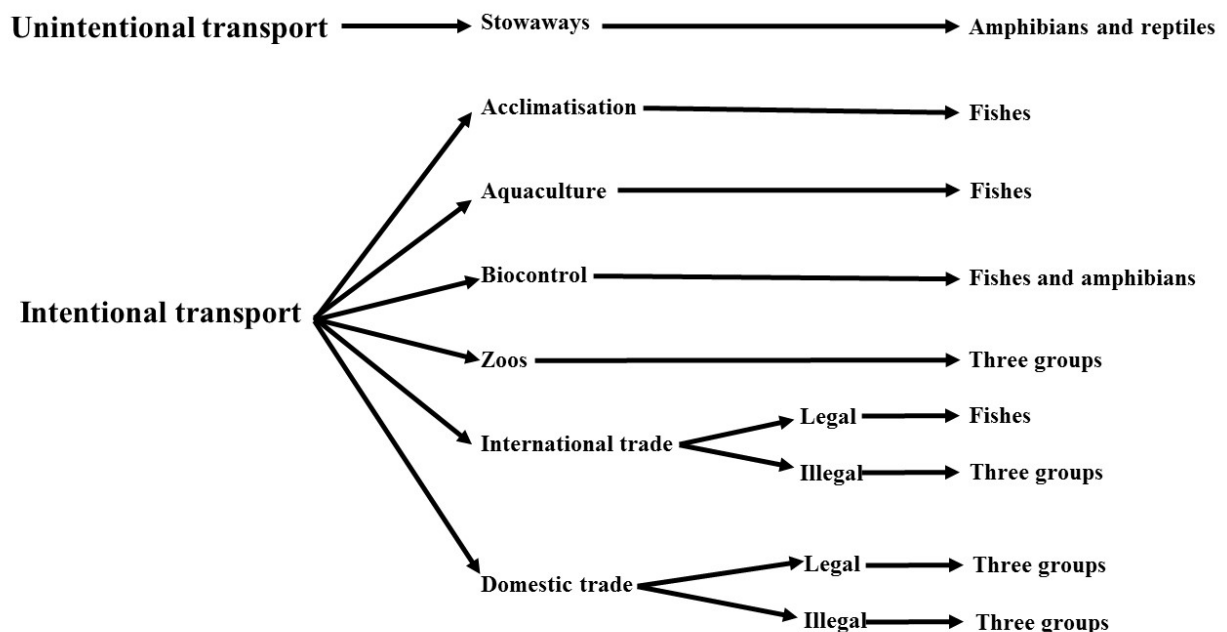 Unintentional transport
Stowaways
Amphibians and reptiles
Acclimatisation
Fishes
Aquaculture
Fishes
Biocontrol
Fishes and amphibians
Intentional transport
Zoos
Three groups
International trade
Legal
Fishes
Illegal
Three groups
Domestic trade
Legal
Three groups
Illegal
Three groups